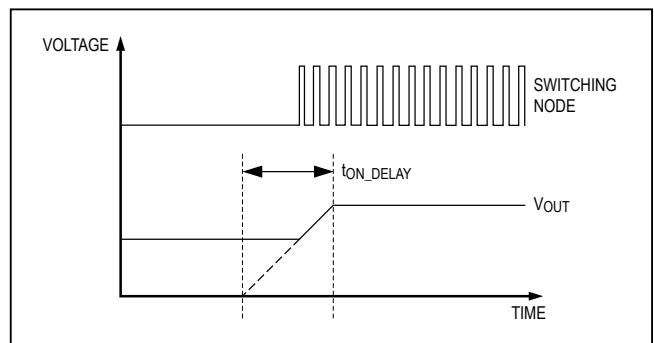 VOLTAGE
SWITCHING
NODE
tON_DELAY
VOUT
TIME